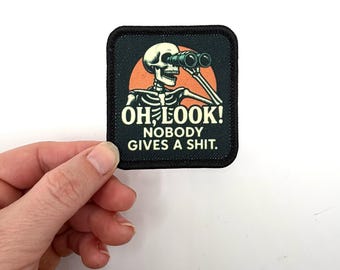 OH, LOOK!
NOBODY
GIVES A SHIT.